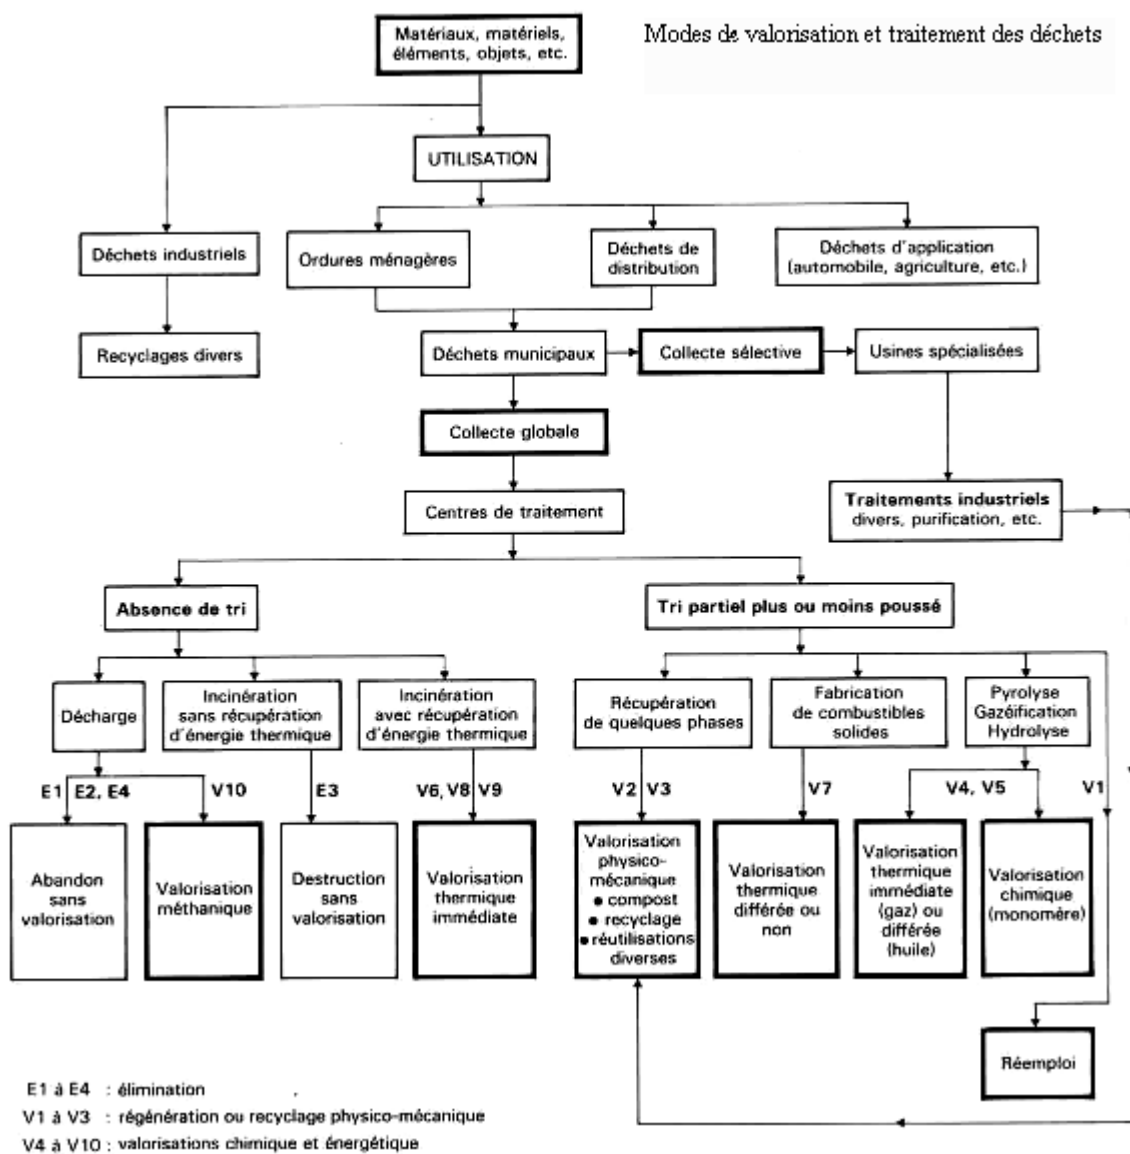 Matériaux, matériels,
éléments, objets, etc.
Modes de valorisation et traitement des déchets
UTILISATION
Déchets industriels
Ordures ménagères
Déchets de
distribution
Déchets d'application
(automobile, agriculture, etc.)
Recyclages divers
Déchets municipaux
Collecte sélective
Usines spécialisées
Collecte globale
Centres de traitement
Traitements industriels
divers, purification, etc.
Absence de tri
Tri partiel plus ou moins poussé
Décharge
Incinération
sans récupération
d'énergie thermique
Incinération
avec récupération
d'énergie thermique
Récupération
de quelques phases
Fabrication
de combustibles
solides
Pyrolyse
Gazéification
Hydrolyse
E1
E2, E4
V10
E3
V6, V8
V9
V2
V3
V7
V4, V5
V1
Abandon
sans
valorisation
Valorisation
méthanique
Destruction
sans
valorisation
Valorisation
thermique
immédiate
Valorisation
physico-
mécanique
• compost
• recyclage
• réutilisations
diverses
Valorisation
thermique
différée ou
non
Valorisation
thermique
immédiate
(gaz) ou
différée
(huile)
Valorisation
chimique
(monomère)
Réemploi
E1 à E4 : élimination
V1 à V3 : régénération ou recyclage physico-mécanique
V4 à V10 : valorisations chimique et énergétique